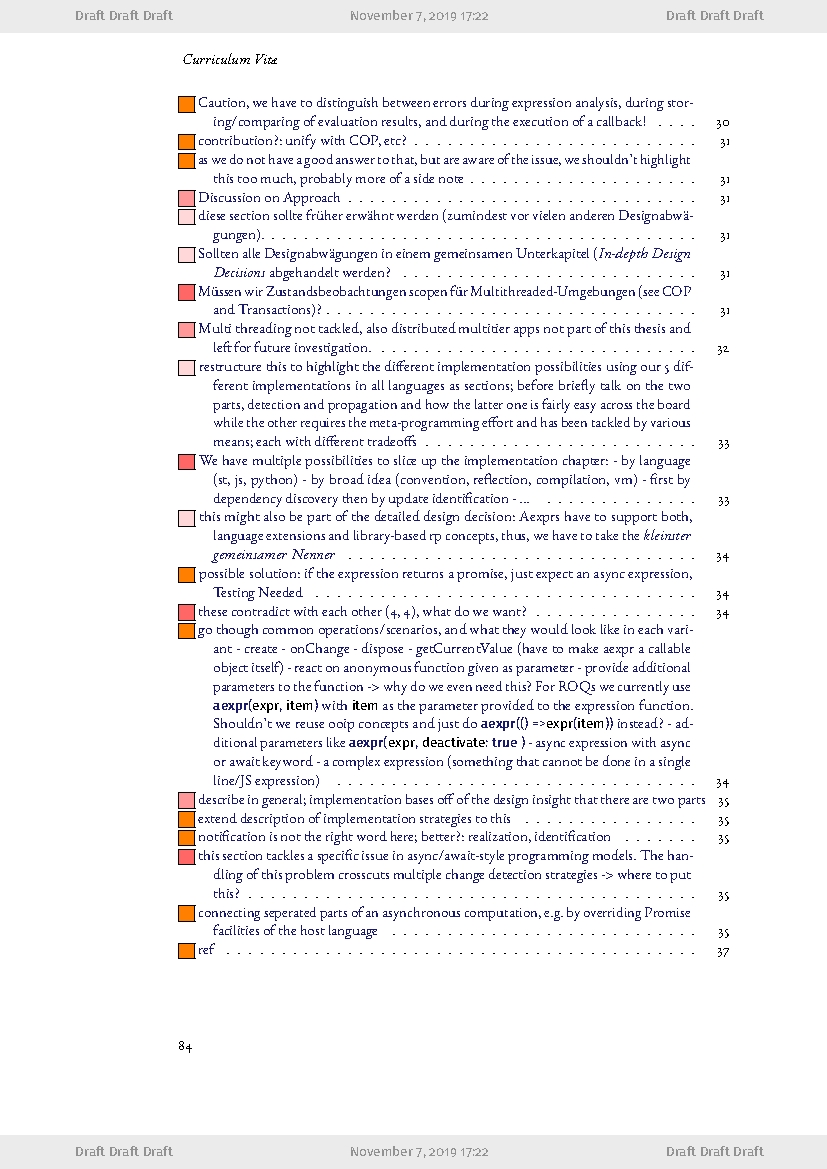 Draft Draft Draft November 7, 2019 17:22 Draft Draft Draft
Curriculum Vitæ
Caution, we have to distinguish between errors during expression analysis, during stor-
ing/comparing of evaluation results, and during the execution of a callback! . . . . 30
contribution?: unify with COP, etc? . . . . . . . . . . . . . . . . . . . . . . . . . . 31
as we do not have a good answer to that, but are aware of the issue, we shouldn't highlight
this too much, probably more of a side note . . . . . . . . . . . . . . . . . . . . . 31
Discussion on Approach . . . . . . . . . . . . . . . . . . . . . . . . . . . . . . . . 31
diese section sollte früher erwähnt werden (zumindest vor vielen anderen Designabwä-
gungen). . . . . . . . . . . . . . . . . . . . . . . . . . . . . . . . . . . . . . . . 31
Sollten alle Designabwägungen in einem gemeinsamen Unterkapitel (In-depth Design
Decisions abgehandelt werden? . . . . . . . . . . . . . . . . . . . . . . . . . . . 31
Müssen wir Zustandsbeobachtungen scopen für Multithreaded-Umgebungen (see COP
and Transactions)? . . . . . . . . . . . . . . . . . . . . . . . . . . . . . . . . . . 31
Multi threading not tackled, also distributed multitier apps not part of this thesis and
left for future investigation. . . . . . . . . . . . . . . . . . . . . . . . . . . . . . 32
restructure this to highlight the different implementation possibilities using our 5 dif-
ferent implementations in all languages as sections; before briefly talk on the two
parts, detection and propagation and how the latter one is fairly easy across the board
while the other requires the meta-programming effort and has been tackled by various
means; each with different tradeoffs . . . . . . . . . . . . . . . . . . . . . . . . . 33
We have multiple possibilities to slice up the implementation chapter: - by language
(st, js, python) - by broad idea (convention, reflection, compilation, vm) - first by
dependency discovery then by update identification - ... . . . . . . . . . . . . . . 33
this might also be part of the detailed design decision: Aexprs have to support both,
language extensions and library-based rp concepts, thus, we have to take the kleinster
gemeinsamer Nenner . . . . . . . . . . . . . . . . . . . . . . . . . . . . . . . . 34
possible solution: if the expression returns a promise, just expect an async expression,
Testing Needed . . . . . . . . . . . . . . . . . . . . . . . . . . . . . . . . . . . 34
these contradict with each other (4, 4), what do we want? . . . . . . . . . . . . . . . 34
go though common operations/scenarios, and what they would look like in each vari-
ant - create - onChange - dispose - getCurrentValue (have to make aexpr a callable
object itself) - react on anonymous function given as parameter - provide additional
parameters to the function -> why do we even need this? For ROQs we currently use
aexpr(expr, item) with item as the parameter provided to the expression function.
Shouldn't we reuse ooip concepts and just do aexpr(() =>expr(item)) instead? - ad-
ditional parameters like aexpr(expr, deactivate: true ) - async expression with async
or await keyword - a complex expression (something that cannot be done in a single
line/JS expression) . . . . . . . . . . . . . . . . . . . . . . . . . . . . . . . . . 34
describe in general; implementation bases off of the design insight that there are two parts 35
extend description of implementation strategies to this . . . . . . . . . . . . . . . . 35
notification is not the right word here; better?: realization, identification . . . . . . . 35
this section tackles a specific issue in async/await-style programming models. The han-
dling of this problem crosscuts multiple change detection strategies -> where to put
this? . . . . . . . . . . . . . . . . . . . . . . . . . . . . . . . . . . . . . . . . . 35
connecting seperated parts of an asynchronous computation, e.g. by overriding Promise
facilities of the host language . . . . . . . . . . . . . . . . . . . . . . . . . . . . 35
ref . . . . . . . . . . . . . . . . . . . . . . . . . . . . . . . . . . . . . . . . . . . 37
84
Draft Draft Draft November 7, 2019 17:22 Draft Draft Draft